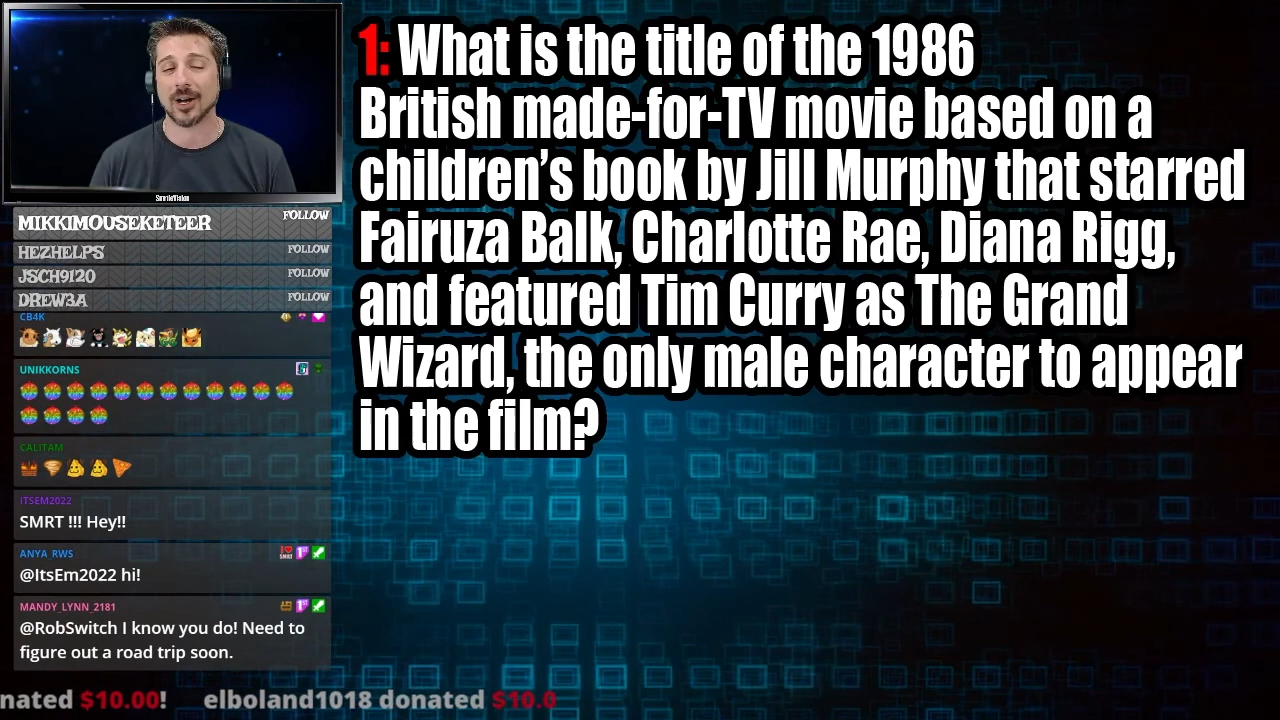 1: What is the title of the 1986
British made-for-TV movie based on a
children's book by Jill Murphy that starred
Fairuza Balk, Charlotte Rae, Diana Rigg,
and featured Tim Curry as The Grand
Wizard, the only male character to appear
in the film?
MIKKIMOUSEKETEER FOLLOW
HEZHELPS FOLLOW
JSCH9120 FOLLOW
DREW3A FOLLOW
CB4K
UNIKKORNS
CALITAM
ITSEM2022
SMRT !!! Hey!!
ANYA RWS
@ItsEm2022 hi!
MANDY_LYNN_2181
@RobSwitch I know you do! Need to
figure out a road trip soon.
nated $10.00! elboland1018 donated $10.0